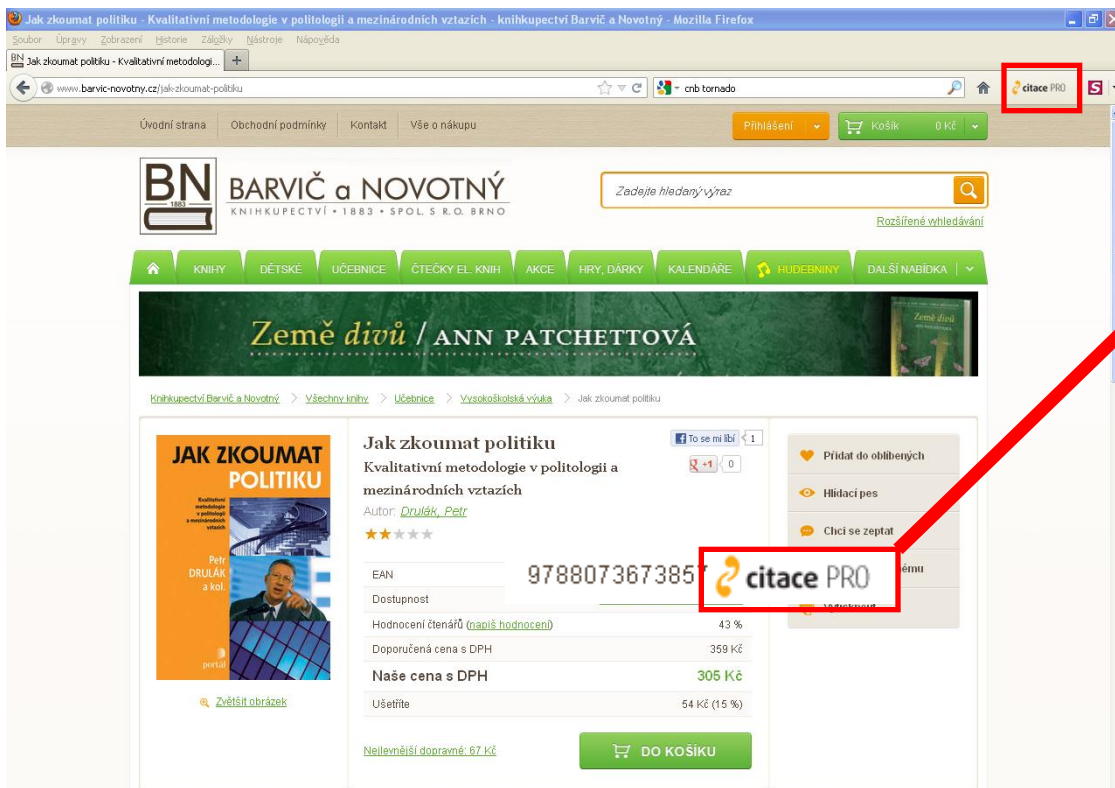 Jak zkoumat politiku - Kvalitativní metodologie v politologii a mezinárodních vztazích - knihkupectví Barvič a Novotný - Mozilla Firefox
Soubor Úpravy Zobrazení Historie Záložky Nástroje Nápověda
BN Jak zkoumat politiku - Kvalitativní metodologi... +
www.barvic-novotny.cz/jak-zkoumat-politiku
cnb tornado
citace PRO
S
Úvodní strana Obchodní podmínky Kontakt Vše o nákupu
Přihlášení
Košík 0 Kč
BN
1883
BARVIČ a NOVOTNÝ
KNIHKUPECTVÍ • 1883 • SPOL. S R.O. BRNO
Zadejte hledaný výraz
Rozšířené vyhledávání
KNIHY DĚTSKÉ UČEBNICE ČTEČKY EL. KNIH AKCE HRY, DÁRKY KALENDÁŘE HUDEBNINY DALŠÍ NABÍDKA
Země divů / ANN PATCHETTOVÁ
Země divů
Knihkupectví Barvič a Novotný > Všechny knihy > Učebnice > Vysokoškolská výuka > Jak zkoumat politiku
JAK ZKOUMAT
POLITIKU
Kvalitativní
metodologie
v politologii
a mezinárodních
vztazích
Petr
DRULÁK
a kol.
portál
Zvětšit obrázek
Jak zkoumat politiku
Kvalitativní metodologie v politologii a
mezinárodních vztazích
Autor: Drulák, Petr
To se mi líbí 1
+1 0
EAN 9788073673857
Dostupnost
Hodnocení čtenářů (napiš hodnocení) 43 %
Doporučená cena s DPH 359 Kč
Naše cena s DPH 305 Kč
Ušetříte 54 Kč (15 %)
Nejlevnější dopravné: 67 Kč
DO KOŠÍKU
Přidat do oblíbených
Hlídací pes
Chci se zeptat
citace PRO